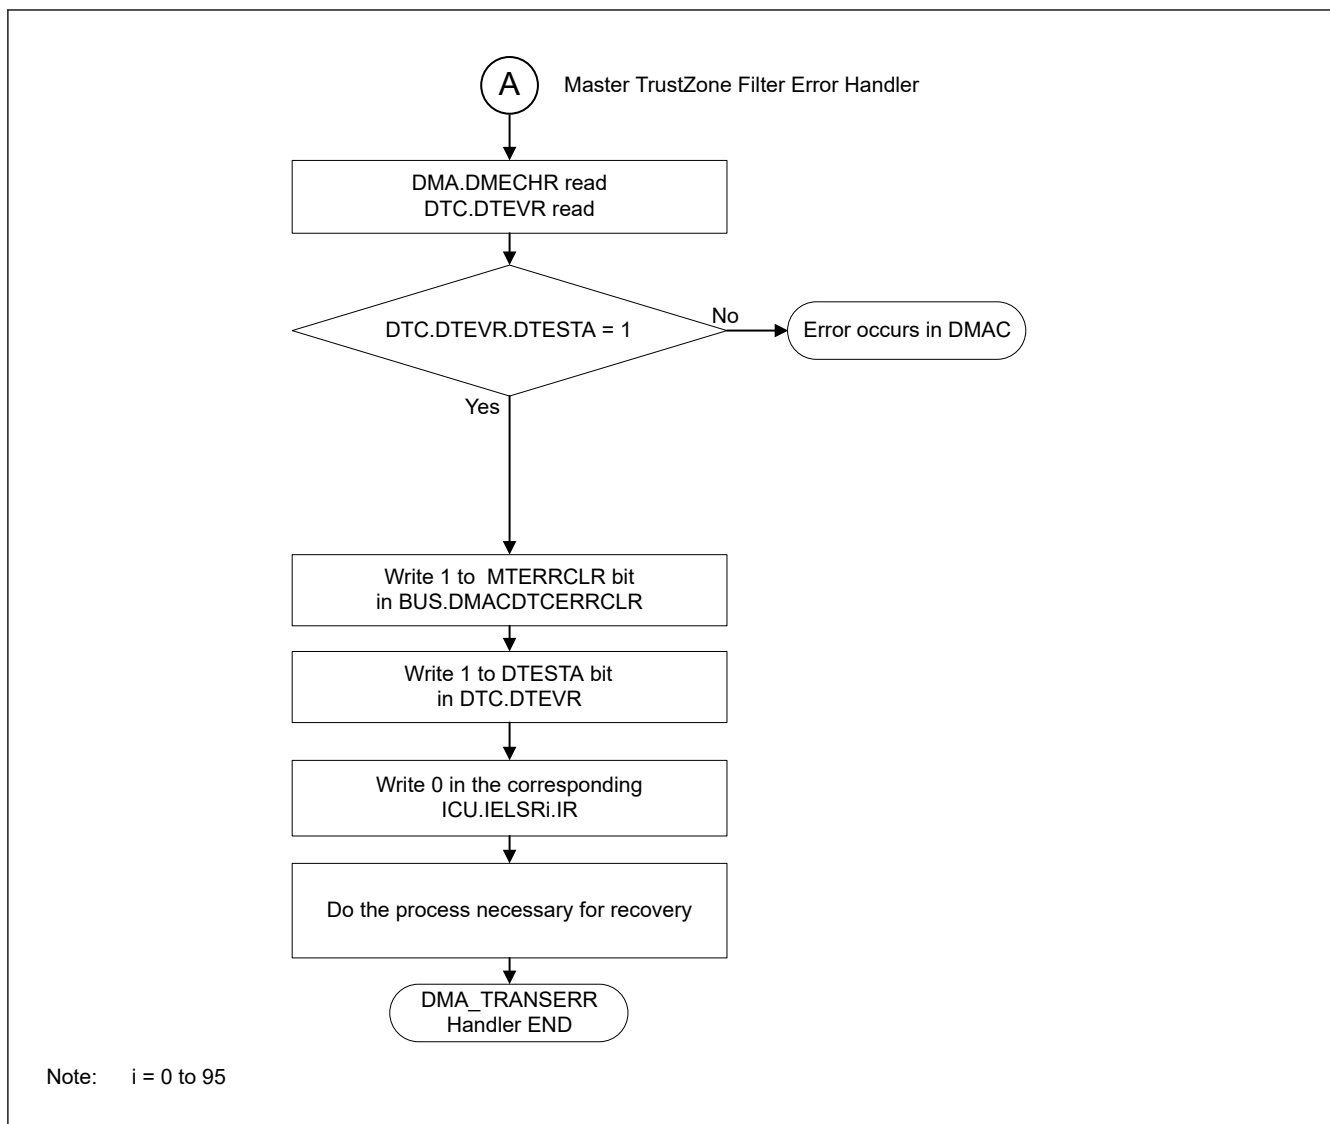 A
Master TrustZone Filter Error Handler
DMA.DMECHR read
DTC.DTEVR read
DTC.DTEVR.DTESTA = 1
No
Error occurs in DMAC
Yes
Write 1 to  MTERRCLR bit
in BUS.DMACDTCERRCLR
Write 1 to DTESTA bit
in DTC.DTEVR
Write 0 in the corresponding
ICU.IELSRi.IR
Do the process necessary for recovery
DMA_TRANSERR
Handler END
Note: i = 0 to 95